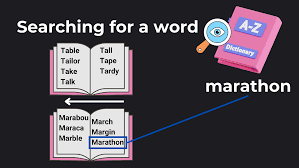 Searching for a word
A-Z
Dictionary
marathon
Table
Tailor
Take
Talk
Tall
Tape
Tardy
Marabou
Maraca
Marble
March
Margin
Marathon